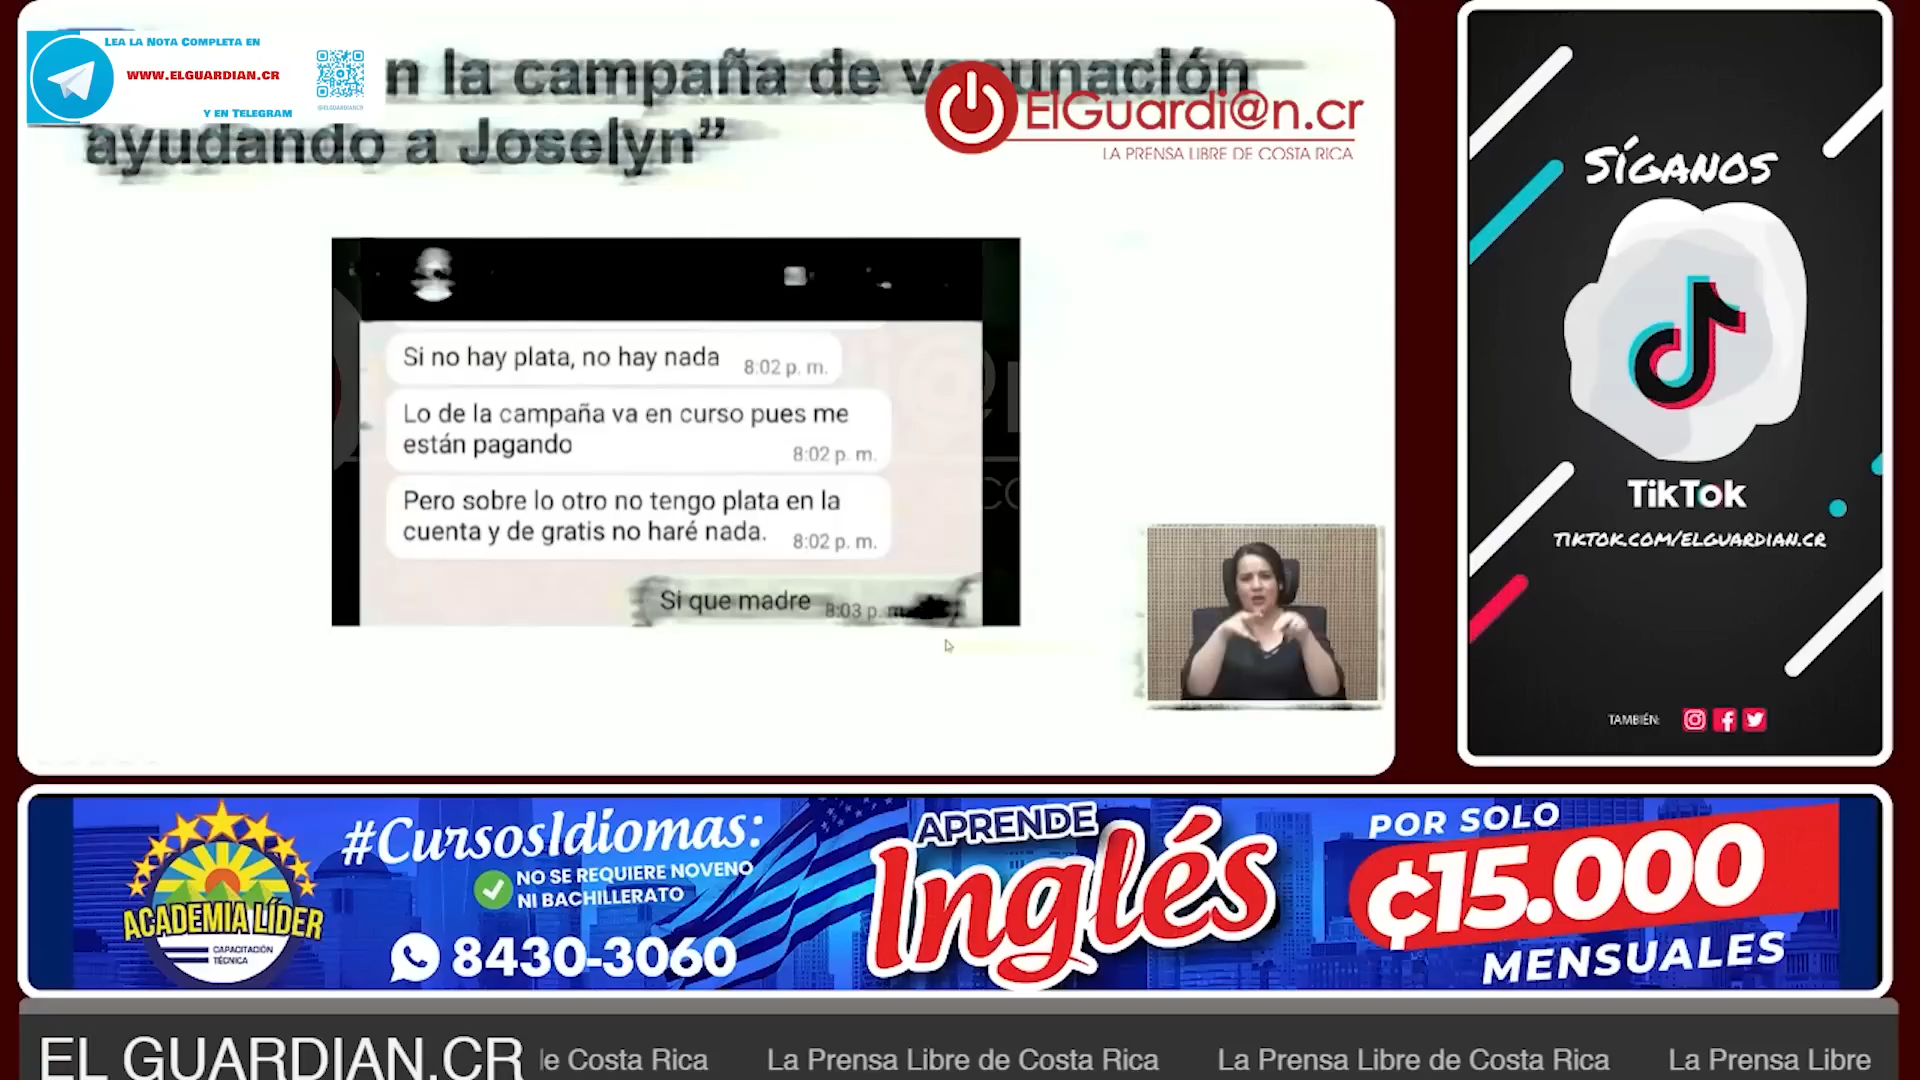 LEA LA NOTA COMPLETA EN
WWW.ELGUARDIAN.CR
@ELGUARDIANCR
Y EN TELEGRAM
n la campaña de vacunación
ayudando a Joselyn”
ElGuardi@n.cr
LA PRENSA LIBRE DE COSTA RICA
Si no hay plata, no hay nada 8:02 p. m.
Lo de la campaña va en curso pues me
están pagando 8:02 p. m.
Pero sobre lo otro no tengo plata en la
cuenta y de gratis no haré nada. 8:02 p. m.
Si que madre 8:03 p. m.
SÍGANOS
TikTok
TIKTOK.COM/ELGUARDIAN.CR
TAMBIÉN:
ACADEMIA LÍDER
CAPACITACIÓN
TÉCNICA
#CursosIdiomas:
NO SE REQUIERE NOVENO
NI BACHILLERATO
8430-3060
APRENDE
Inglés
POR SOLO
₡15.000
MENSUALES
EL GUARDIAN.CR
de Costa Rica La Prensa Libre de Costa Rica La Prensa Libre de Costa Rica La Prensa Libre